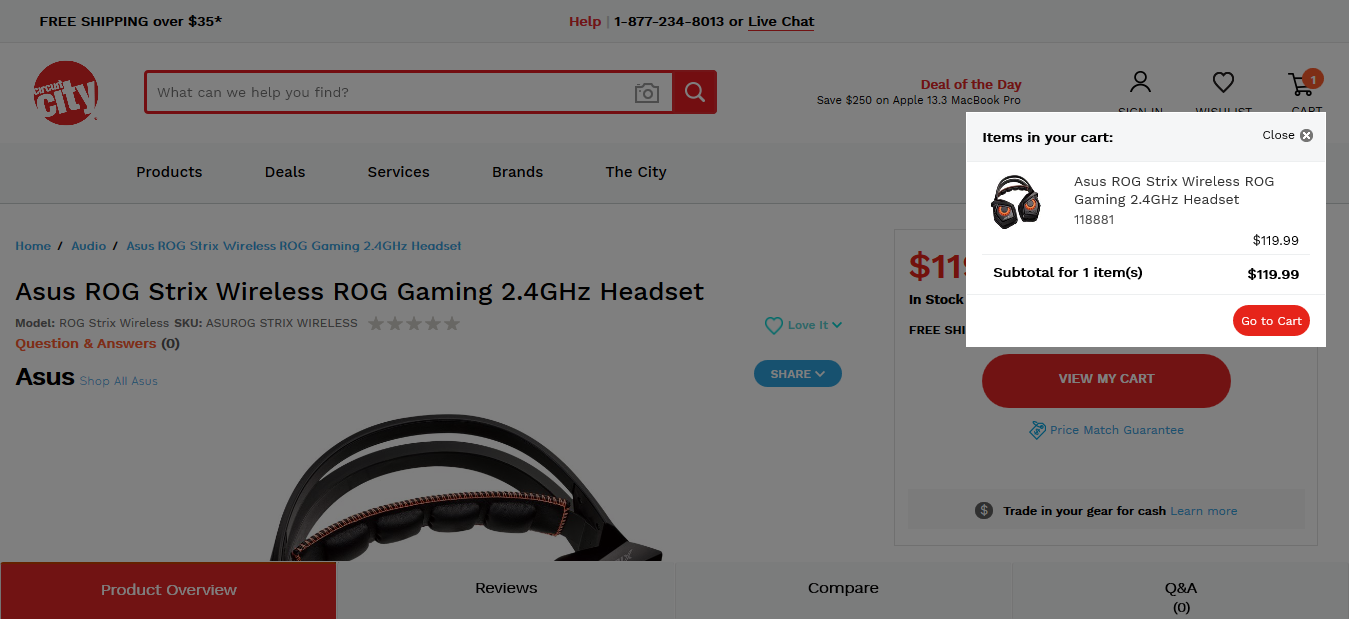 FREE SHIPPING over $35*
Help | 1-877-234-8013 or Live Chat
circuit city
What can we help you find?
Deal of the Day
Save $250 on Apple 13.3 MacBook Pro
SIGN IN
WISHLIST
1
CART
Items in your cart:
Close
Asus ROG Strix Wireless ROG
Gaming 2.4GHz Headset
118881
$119.99
Subtotal for 1 item(s) $119.99
Go to Cart
Products Deals Services Brands The City
Home / Audio / Asus ROG Strix Wireless ROG Gaming 2.4GHz Headset
Asus ROG Strix Wireless ROG Gaming 2.4GHz Headset
Model: ROG Strix Wireless SKU: ASUROG STRIX WIRELESS
Question & Answers (0)
Asus Shop All Asus
Love It
SHARE
$119
In Stock
FREE SHI
VIEW MY CART
Price Match Guarantee
$ Trade in your gear for cash Learn more
Product Overview
Reviews
Compare
Q&A
(0)